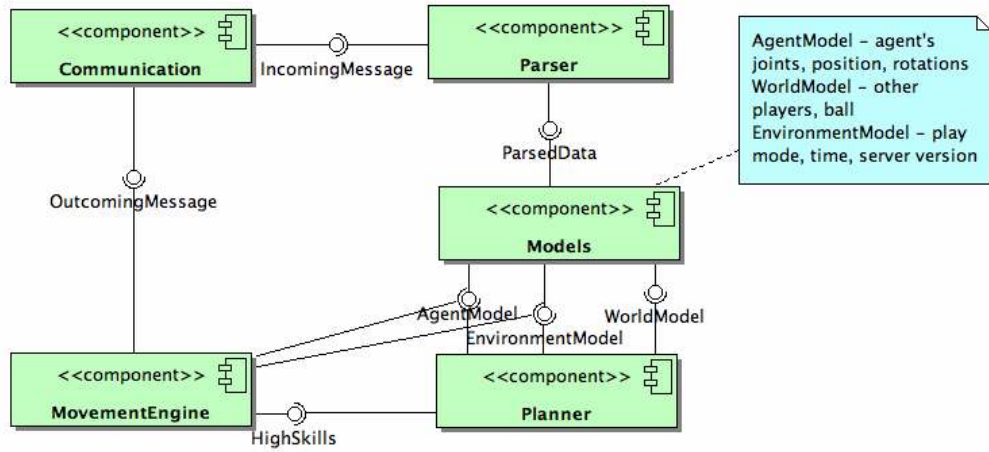 <<component>>
Communication
IncomingMessage
<<component>>
Parser
AgentModel - agent's
joints, position, rotations
WorldModel - other
players, ball
EnvironmentModel - play
mode, time, server version
ParsedData
OutcomingMessage
<<component>>
Models
AgentModel
EnvironmentModel
WorldModel
<<component>>
MovementEngine
HighSkills
<<component>>
Planner